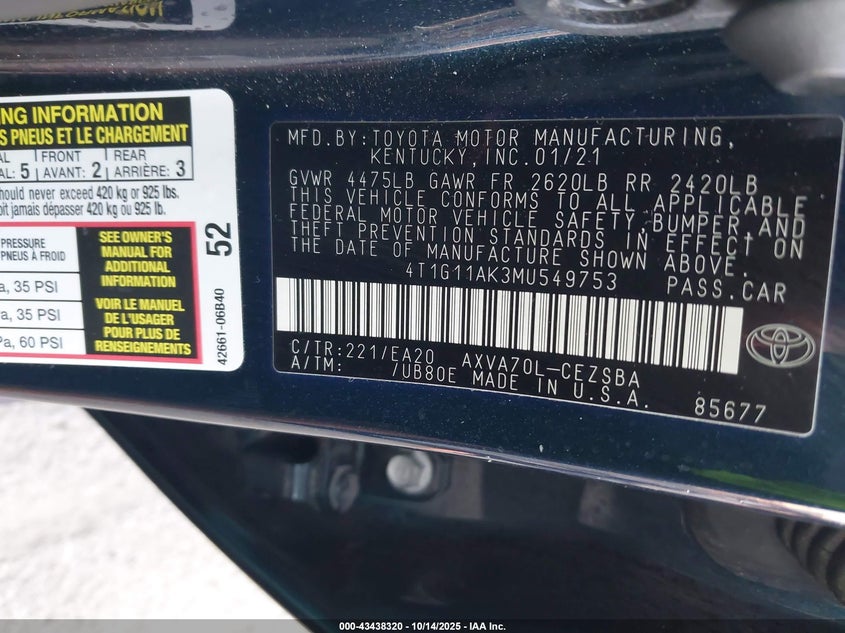 NG INFORMATION
S PNEUS ET LE CHARGEMENT
AL FRONT REAR
AL: 5 AVANT: 2 ARRIÈRE: 3
should never exceed 420 kg or 925 lbs.
oit jamais dépasser 420 kg ou 925 lb.
PRESSURE
PNEUS À FROID
a, 35 PSI
a, 35 PSI
Pa, 60 PSI
SEE OWNER'S
MANUAL FOR
ADDITIONAL
INFORMATION
VOIR LE MANUEL
DE L'USAGER
POUR PLUS DE
RENSEIGNEMENTS
42661-06B40
52
MFD.BY:TOYOTA MOTOR MANUFACTURING,
KENTUCKY,INC.01/21
GVWR 4475LB GAWR FR 2620LB RR 2420LB
THIS VEHICLE CONFORMS TO ALL APPLICABLE
FEDERAL MOTOR VEHICLE SAFETY,BUMPER,AND
THEFT PREVENTION STANDARDS IN EFFECT ON
THE DATE OF MANUFACTURE SHOWN ABOVE.
4T1G11AK3MU549753 PASS.CAR
C/TR:221/EA20 AXVA70L-CEZSBA
A/TM: /UB80E MADE IN U.S.A.
85677
000-43438320 - 10/14/2025 - IAA Inc.